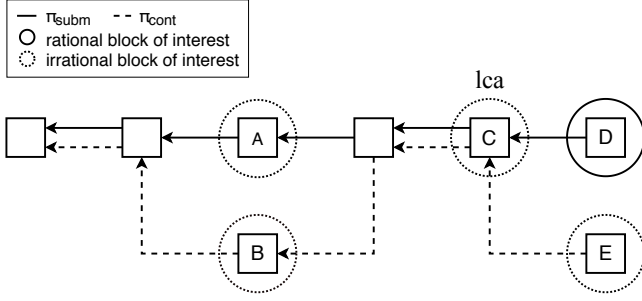 π_subm π_cont
rational block of interest
irrational block of interest
lca
A C D
B E